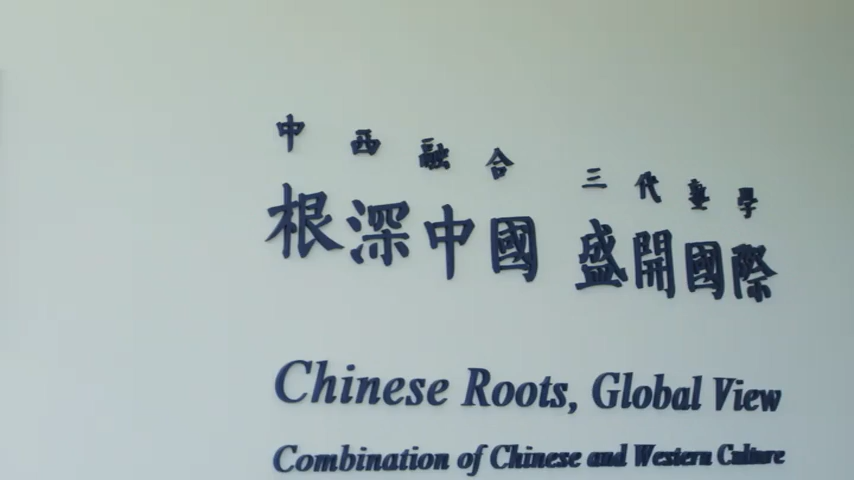 中西融合 三代臺學
根深中國 盛開國際
Chinese Roots, Global View
Combination of Chinese and Western Culture